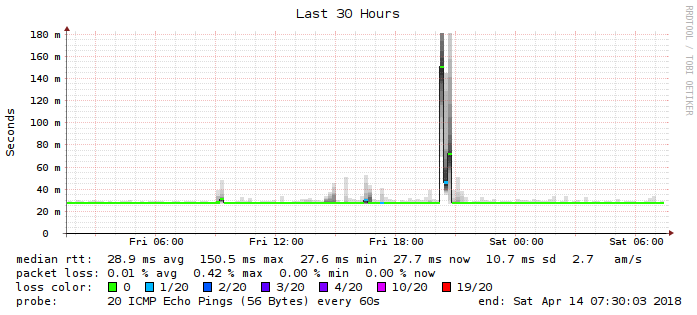 Last 30 Hours
RRDTOOL / TOBI OETIKER
Seconds
180 m
160 m
140 m
120 m
100 m
80 m
60 m
40 m
20 m
0
Fri 06:00 Fri 12:00 Fri 18:00 Sat 00:00 Sat 06:00
median rtt: 28.9 ms avg 150.5 ms max 27.6 ms min 27.7 ms now 10.7 ms sd 2.7 am/s
packet loss: 0.01 % avg 0.42 % max 0.00 % min 0.00 % now
loss color: 0 1/20 2/20 3/20 4/20 10/20 19/20
probe: 20 ICMP Echo Pings (56 Bytes) every 60s end: Sat Apr 14 07:30:03 2018